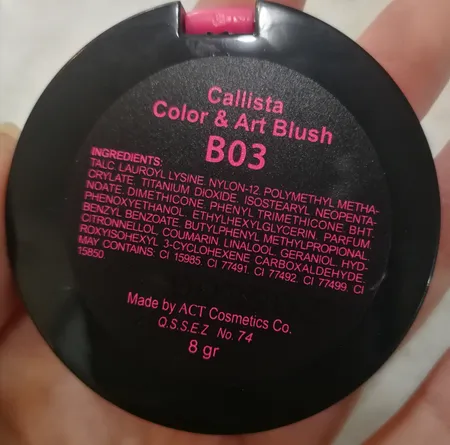 Callista
Color & Art Blush
B03
INGREDIENTS:
TALC. LAUROYL LYSINE. NYLON-12. POLYMETHYL METHA-
CRYLATE. TITANIUM DIOXIDE. ISOSTEARYL NEOPENTA-
NOATE. DIMETHICONE. PHENYL TRIMETHICONE. BHT.
PHENOXYETHANOL. ETHYLHEXYLGLYCERIN. PARFUM.
BENZYL BENZOATE. BUTYLPHENYL METHYLPROPIONAL
CITRONNELLOL. COUMARIN. LINALOOL. GERANIOL. HYD-
ROXYISOHEXYL 3-CYCLOHEXENE CARBOXALDEHYDE
MAY CONTAINS: CI 15985. CI 77491. CI 77492. CI 77499. CI
15850
Made by ACT Cosmetics Co.
Q.S.S.E.Z No. 74
8 gr